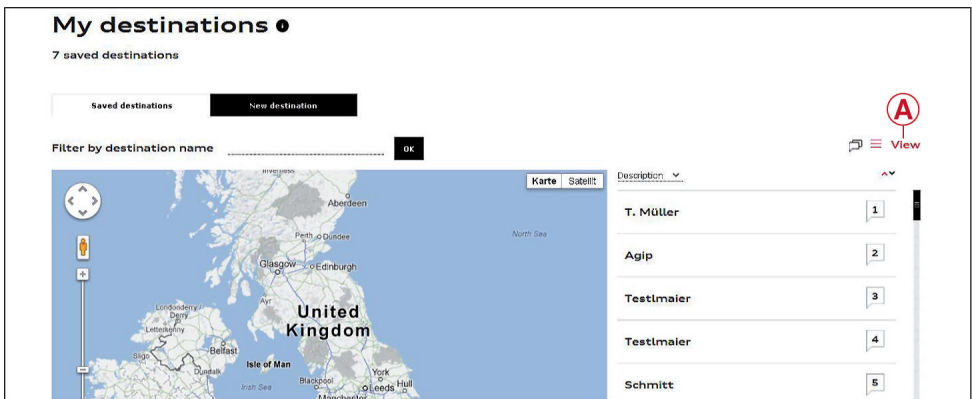 My destinations
7 saved destinations
Saved destinations New destination
A
Filter by destination name OK
View
Karte Satellit
Description
Inverness
Aberdeen
T. Müller 1
North Sea
Perth Dundee
Agip 2
Glasgow Edinburgh
Testlmaier 3
Ayr
Londonderry/
Derry
United
Kingdom
Letterkenny
Testlmaier 4
Belfast
Sligo
Isle of Man
Dundalk
York
Blackpool
Leeds Hull
Irish Sea
Schmitt 5
Manchester